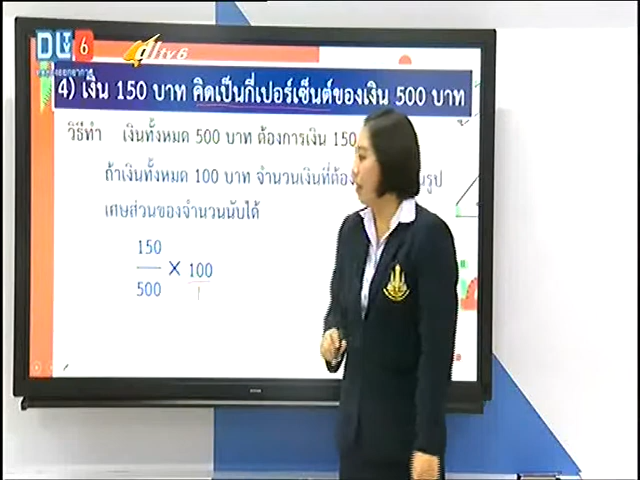 DLTV 6
dltv6
4) เงิน 150 บาท คิดเป็นกี่เปอร์เซ็นต์ของเงิน 500 บาท
วิธีทำ เงินทั้งหมด 500 บาท ต้องการเงิน 150
ถ้าเงินทั้งหมด 100 บาท จำนวนเงินที่ต้อง นรูป
เศษส่วนของจำนวนนับได้
150
500
× 100
1